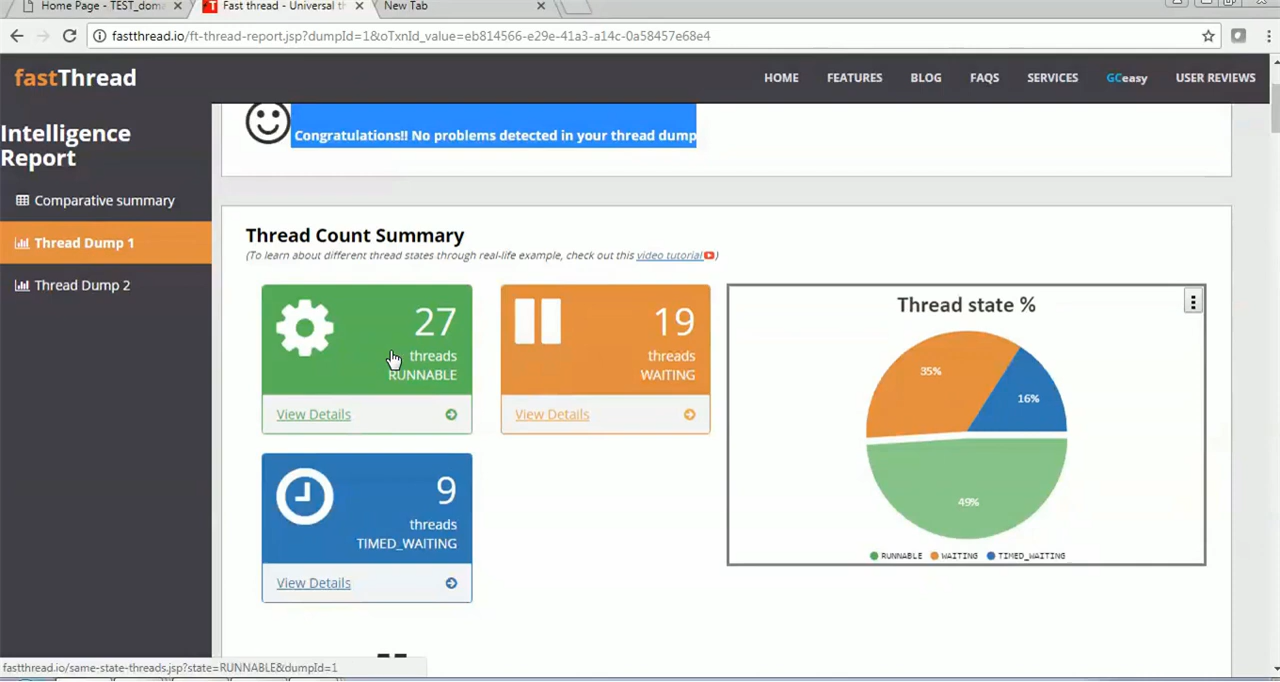 Home Page - TEST_doma
Fast thread - Universal th
New Tab
fastthread.io/ft-thread-report.jsp?dumpId=1&oTxnId_value=eb814566-e29e-41a3-a14c-0a58457e68e4
fastThread
HOME
FEATURES
BLOG
FAQS
SERVICES
GCeasy
USER REVIEWS
Intelligence
Report
Comparative summary
Thread Dump 1
Thread Dump 2
Congratulations!! No problems detected in your thread dump
Thread Count Summary
(To learn about different thread states through real-life example, check out this video tutorial)
27
threads
RUNNABLE
View Details
19
threads
WAITING
View Details
9
threads
TIMED_WAITING
View Details
Thread state %
35%
16%
49%
RUNNABLE WAITING TIMED_WAITING
fastthread.io/same-state-threads.jsp?state=RUNNABLE&dumpId=1